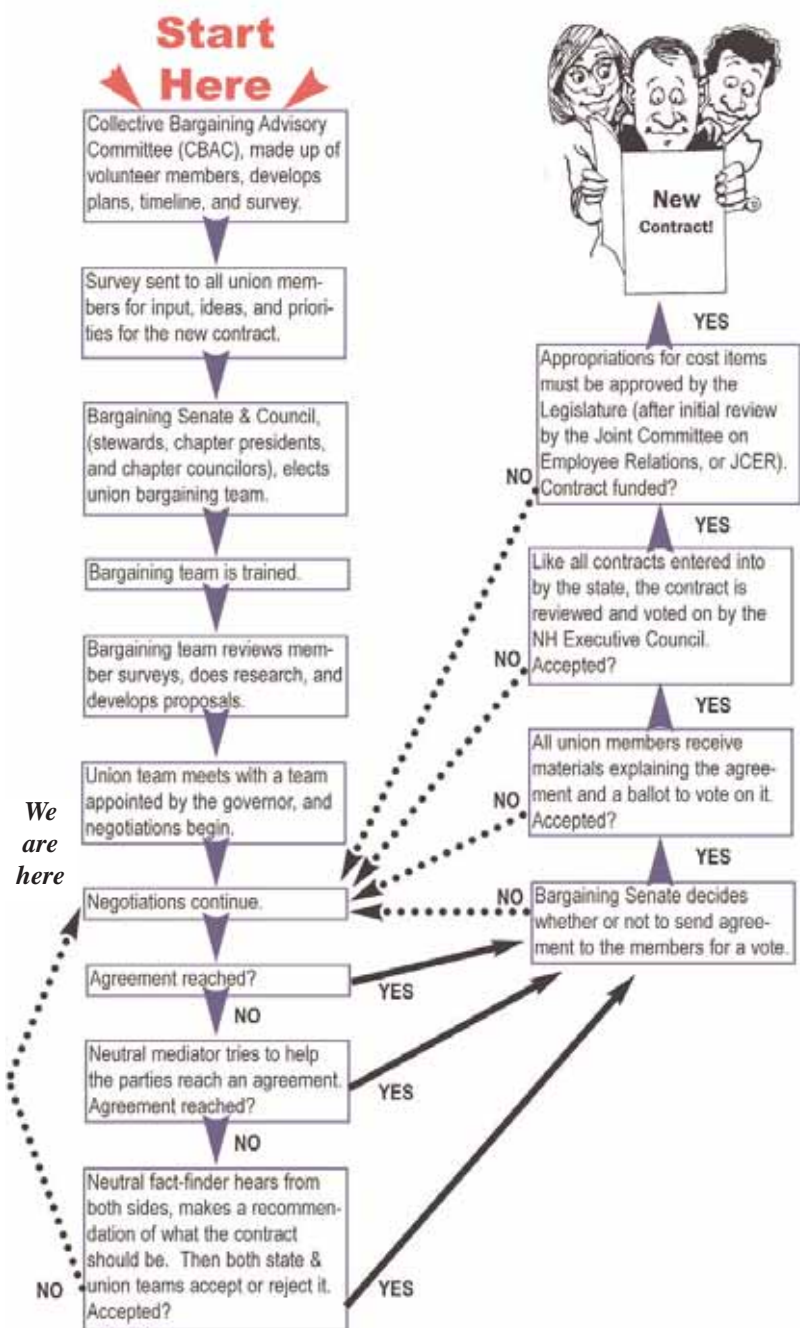 Start
Here
Collective Bargaining Advisory
Committee (CBAC), made up of
volunteer members, develops
plans, timeline, and survey.
Survey sent to all union mem-
bers for input, ideas, and priori-
ties for the new contract.
Bargaining Senate & Council,
(stewards, chapter presidents,
and chapter councilors), elects
union bargaining team.
Bargaining team is trained.
Bargaining team reviews mem-
ber surveys, does research, and
develops proposals.
Union team meets with a team
appointed by the governor, and
negotiations begin.
We
are
here
Negotiations continue.
Agreement reached?
YES
NO
Neutral mediator tries to help
the parties reach an agreement.
Agreement reached?
YES
NO
Neutral fact-finder hears from
both sides, makes a recommen-
dation of what the contract
should be.  Then both state &
union teams accept or reject it.
Accepted?
NO
YES
Bargaining Senate decides
whether or not to send agree-
ment to the members for a vote.
NO
YES
All union members receive
materials explaining the agree-
ment and a ballot to vote on it.
Accepted?
NO
YES
Like all contracts entered into
by the state, the contract is
reviewed and voted on by the
NH Executive Council.
Accepted?
NO
YES
Appropriations for cost items
must be approved by the
Legislature (after initial review
by the Joint Committee on
Employee Relations, or JCER).
Contract funded?
NO
YES
New
Contract!